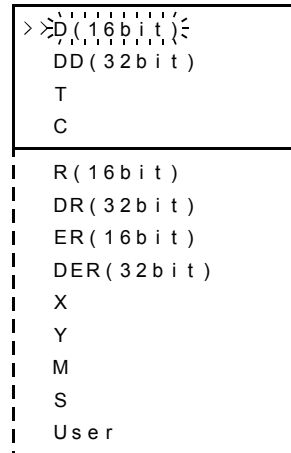 >>D(16bit)
DD(32bit)
T
C
R(16bit)
DR(32bit)
ER(16bit)
DER(32bit)
X
Y
M
S
User